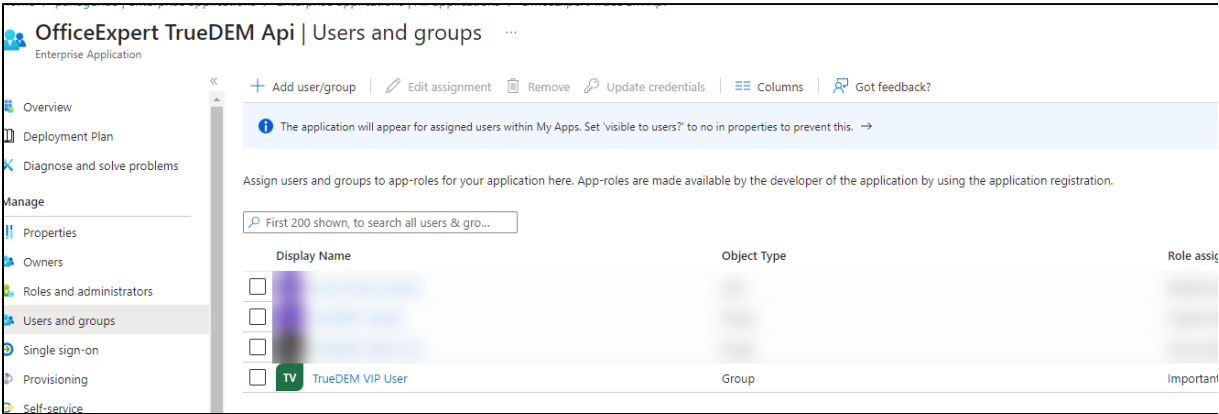 OfficeExpert TrueDEM Api | Users and groups ...
Enterprise Application
«
Overview
Deployment Plan
Diagnose and solve problems
Manage
Properties
Owners
Roles and administrators
Users and groups
Single sign-on
Provisioning
Self-service
Add user/group Edit assignment Remove Update credentials Columns Got feedback?
The application will appear for assigned users within My Apps. Set 'visible to users?' to no in properties to prevent this. →
Assign users and groups to app-roles for your application here. App-roles are made available by the developer of the application by using the application registration.
First 200 shown, to search all users & gro...
Display Name Object Type Role assig
TV TrueDEM VIP User Group Important